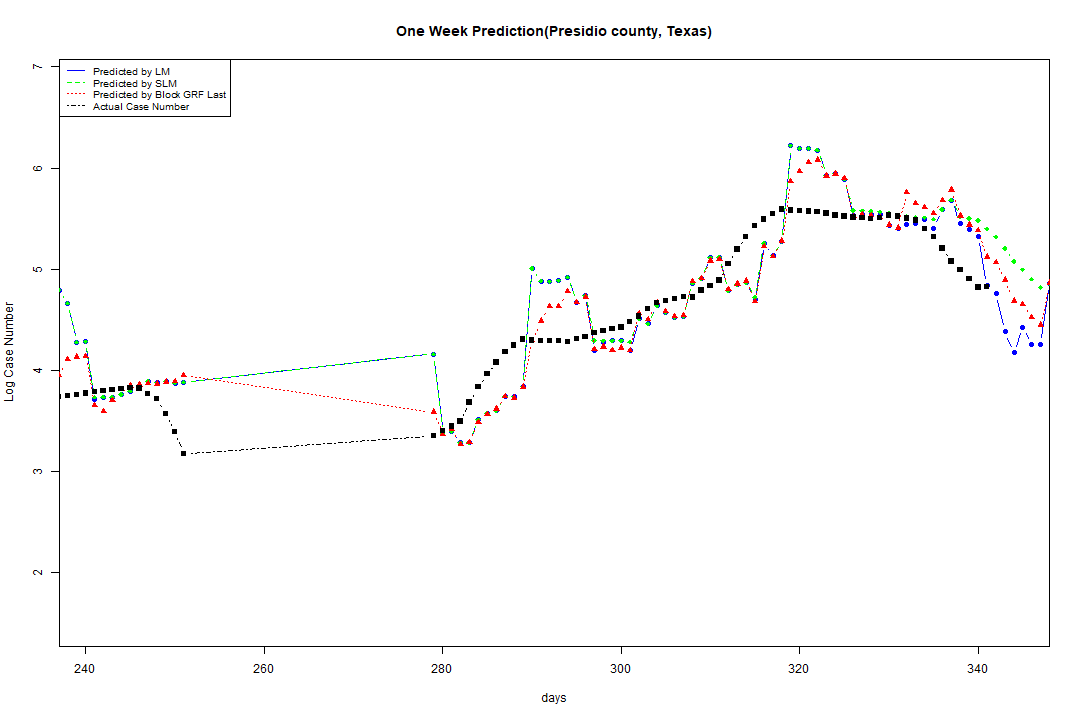 One Week Prediction(Presidio county, Texas)
Predicted by LM
Predicted by SLM
Predicted by Block GRF Last
Actual Case Number
Log Case Number
7
6
5
4
3
2
240 260 280 300 320 340
days